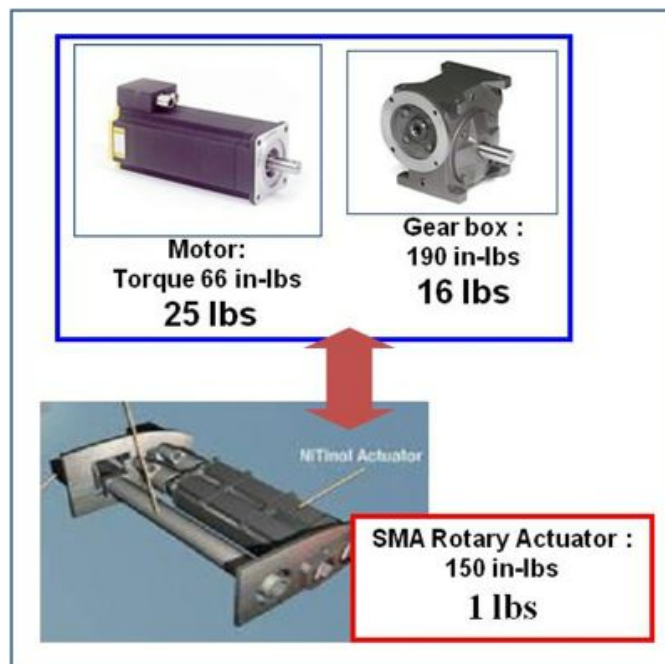 Motor:
Torque 66 in-lbs
25 lbs
Gear box :
190 in-lbs
16 lbs
NiTinol Actuator
SMA Rotary Actuator :
150 in-lbs
1 lbs